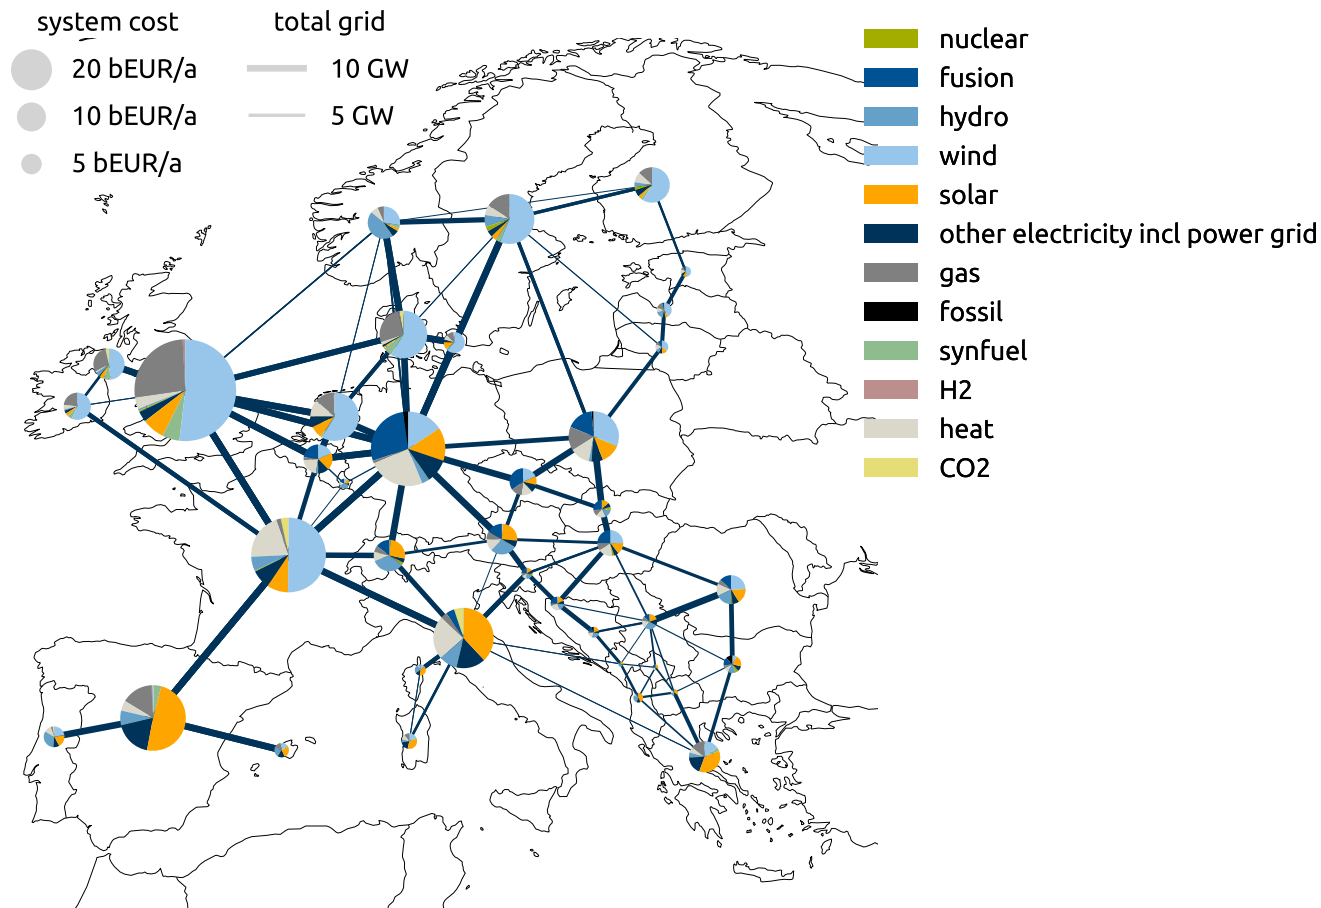 system cost
20 bEUR/a
10 bEUR/a
5 bEUR/a
total grid
10 GW
5 GW
nuclear
fusion
hydro
wind
solar
other electricity incl power grid
gas
fossil
synfuel
H2
heat
CO2